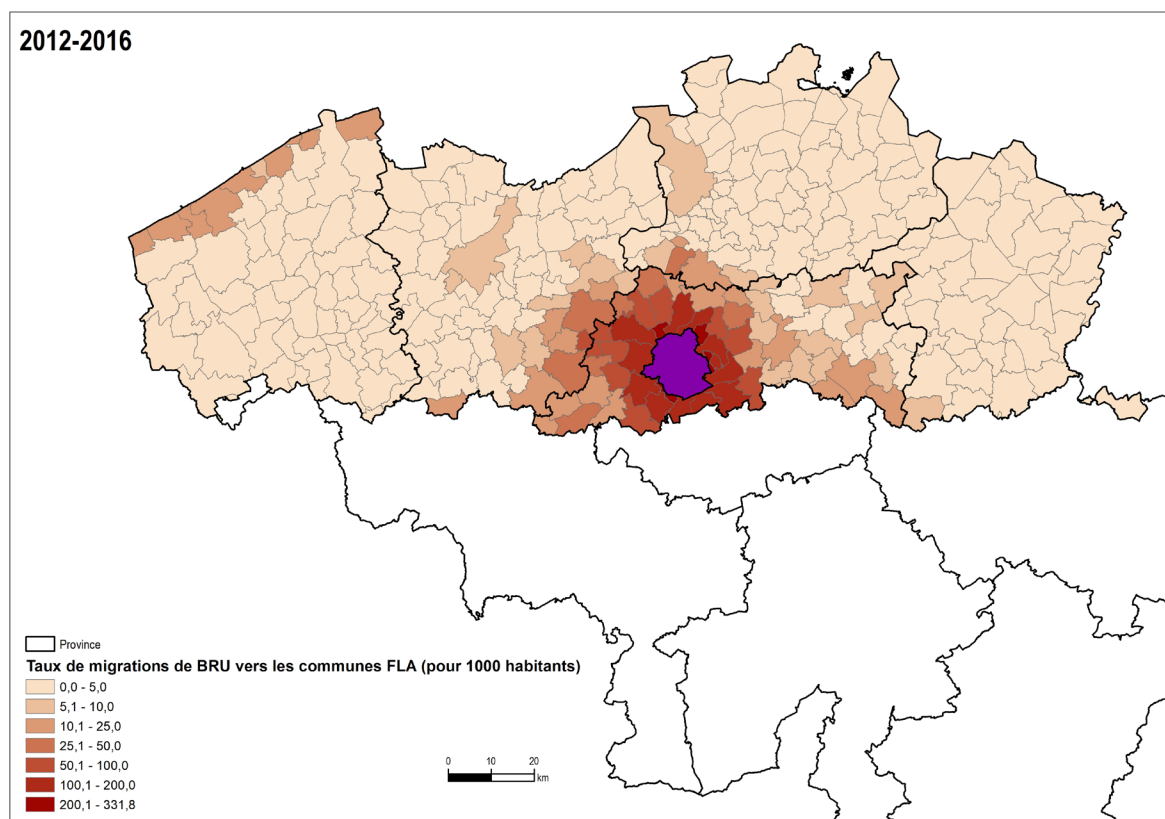 2012-2016
Province
Taux de migrations de BRU vers les communes FLA (pour 1000 habitants)
0,0 - 5,0
5,1 - 10,0
10,1 - 25,0
25,1 - 50,0
50,1 - 100,0
100,1 - 200,0
200,1 - 331,8
0 10 20
km